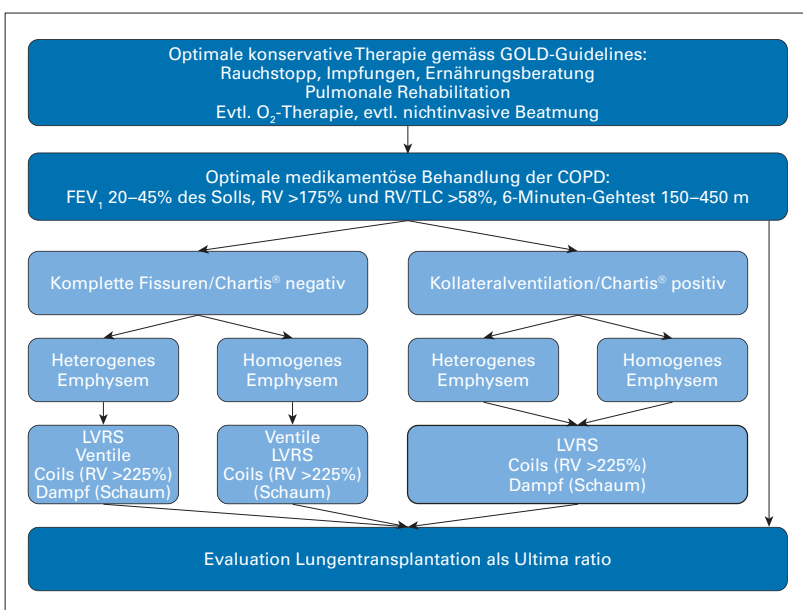 Optimale konservative Therapie gemäss GOLD-Guidelines:
Rauchstopp, Impfungen, Ernährungsberatung
Pulmonale Rehabilitation
Evtl. O₂-Therapie, evtl. nichtinvasive Beatmung
Optimale medikamentöse Behandlung der COPD:
FEV₁ 20–45% des Solls, RV >175% und RV/TLC >58%, 6-Minuten-Gehtest 150–450 m
Komplette Fissuren/Chartis® negativ
Kollateralventilation/Chartis® positiv
Heterogenes
Emphysem
Homogenes
Emphysem
Heterogenes
Emphysem
Homogenes
Emphysem
LVRS
Ventile
Coils (RV >225%)
Dampf (Schaum)
Ventile
LVRS
Coils (RV >225%)
(Schaum)
LVRS
Coils (RV >225%)
Dampf (Schaum)
Evaluation Lungentransplantation als Ultima ratio